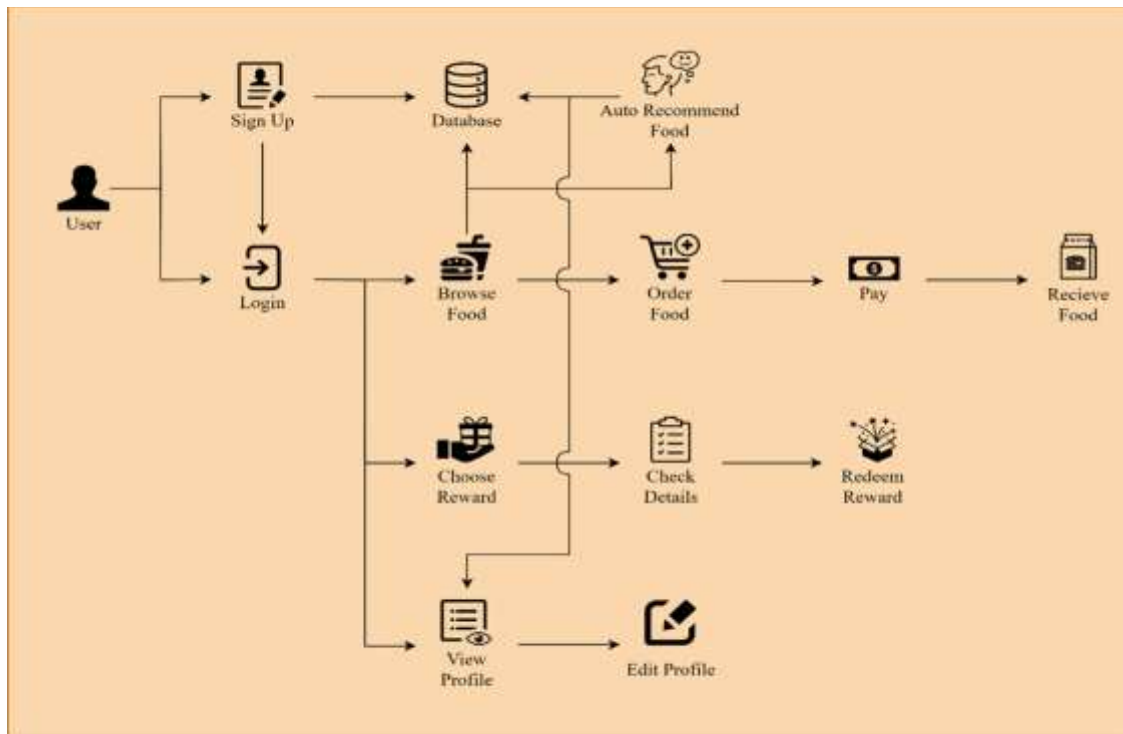 Sign Up
Database
Auto Recommend
Food
User
Login
Browse
Food
Order
Food
Pay
Recieve
Food
Choose
Reward
Check
Details
Redeem
Reward
View
Profile
Edit Profile